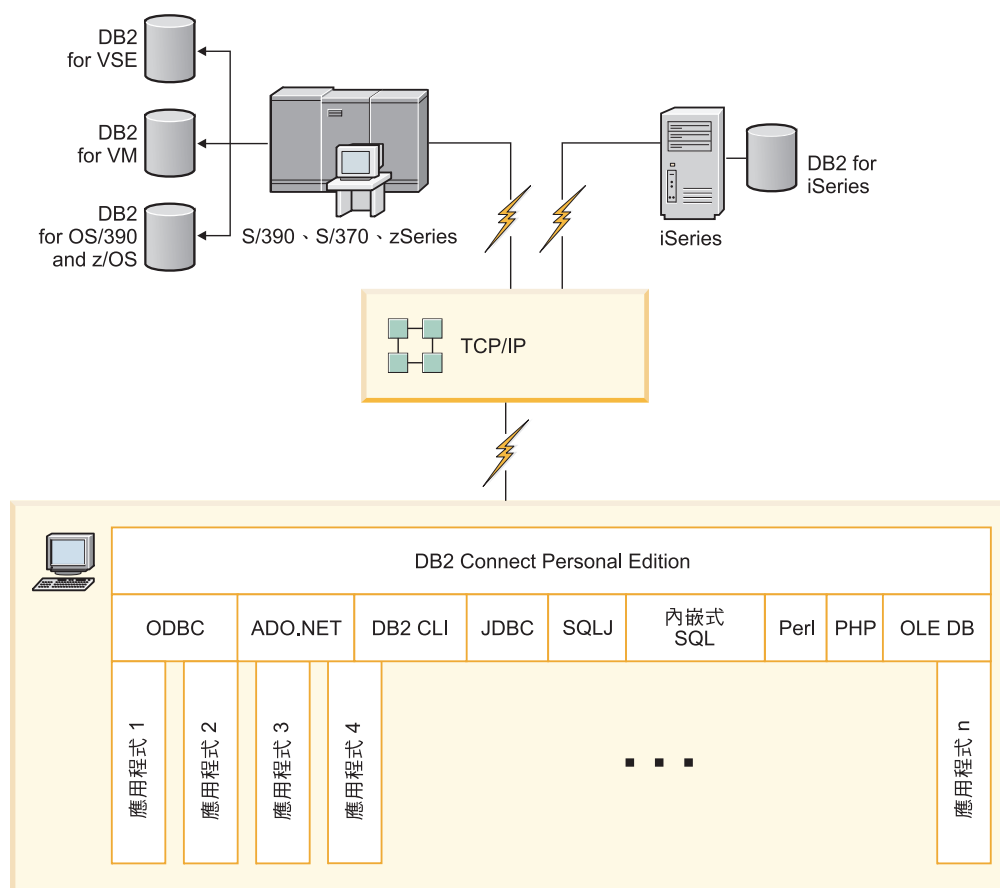 DB2
for VSE
DB2
for VM
DB2
for OS/390
and z/OS
S/390、S/370、zSeries
iSeries
DB2 for
iSeries
TCP/IP
DB2 Connect Personal Edition
ODBC
ADO.NET
DB2 CLI
JDBC
SQLJ
內嵌式
SQL
Perl
PHP
OLE DB
應用程式 1
應用程式 2
應用程式 3
應用程式 4
應用程式 n